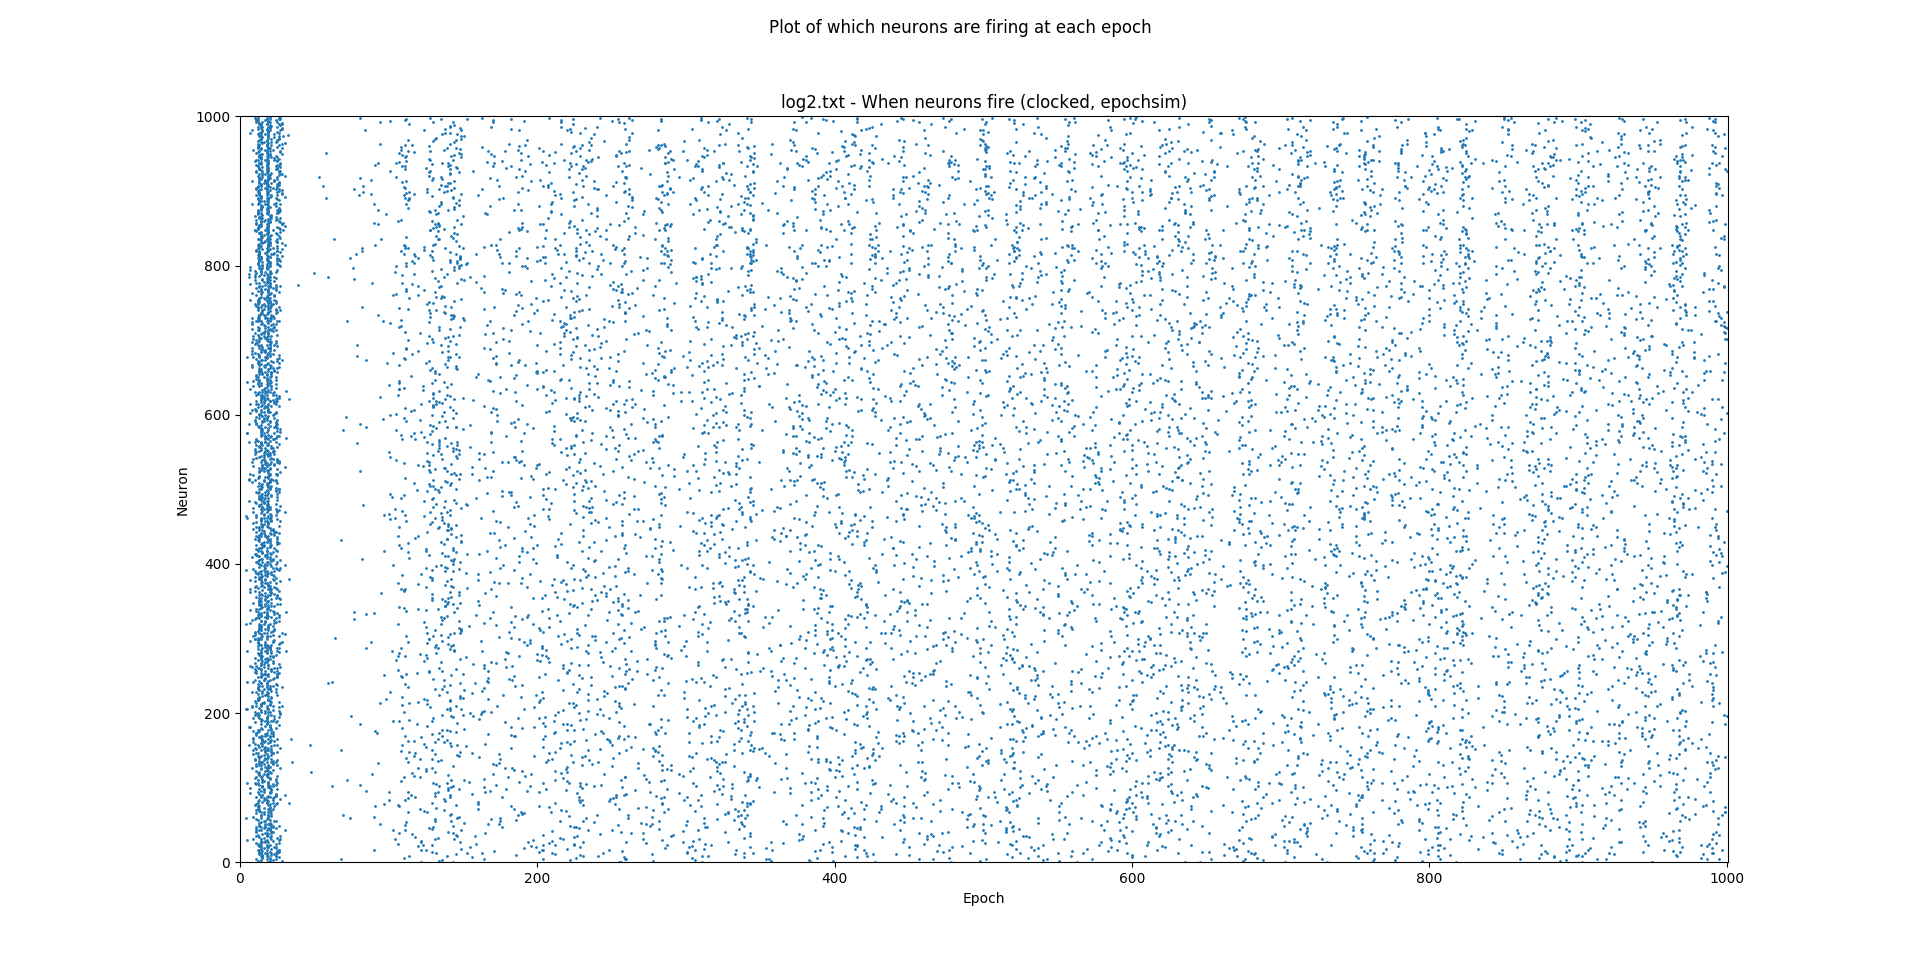 Plot of which neurons are firing at each epoch
log2.txt - When neurons fire (clocked, epochsim)
1000
800
600
400
200
0
Neuron
0 200 400 600 800 1000
Epoch